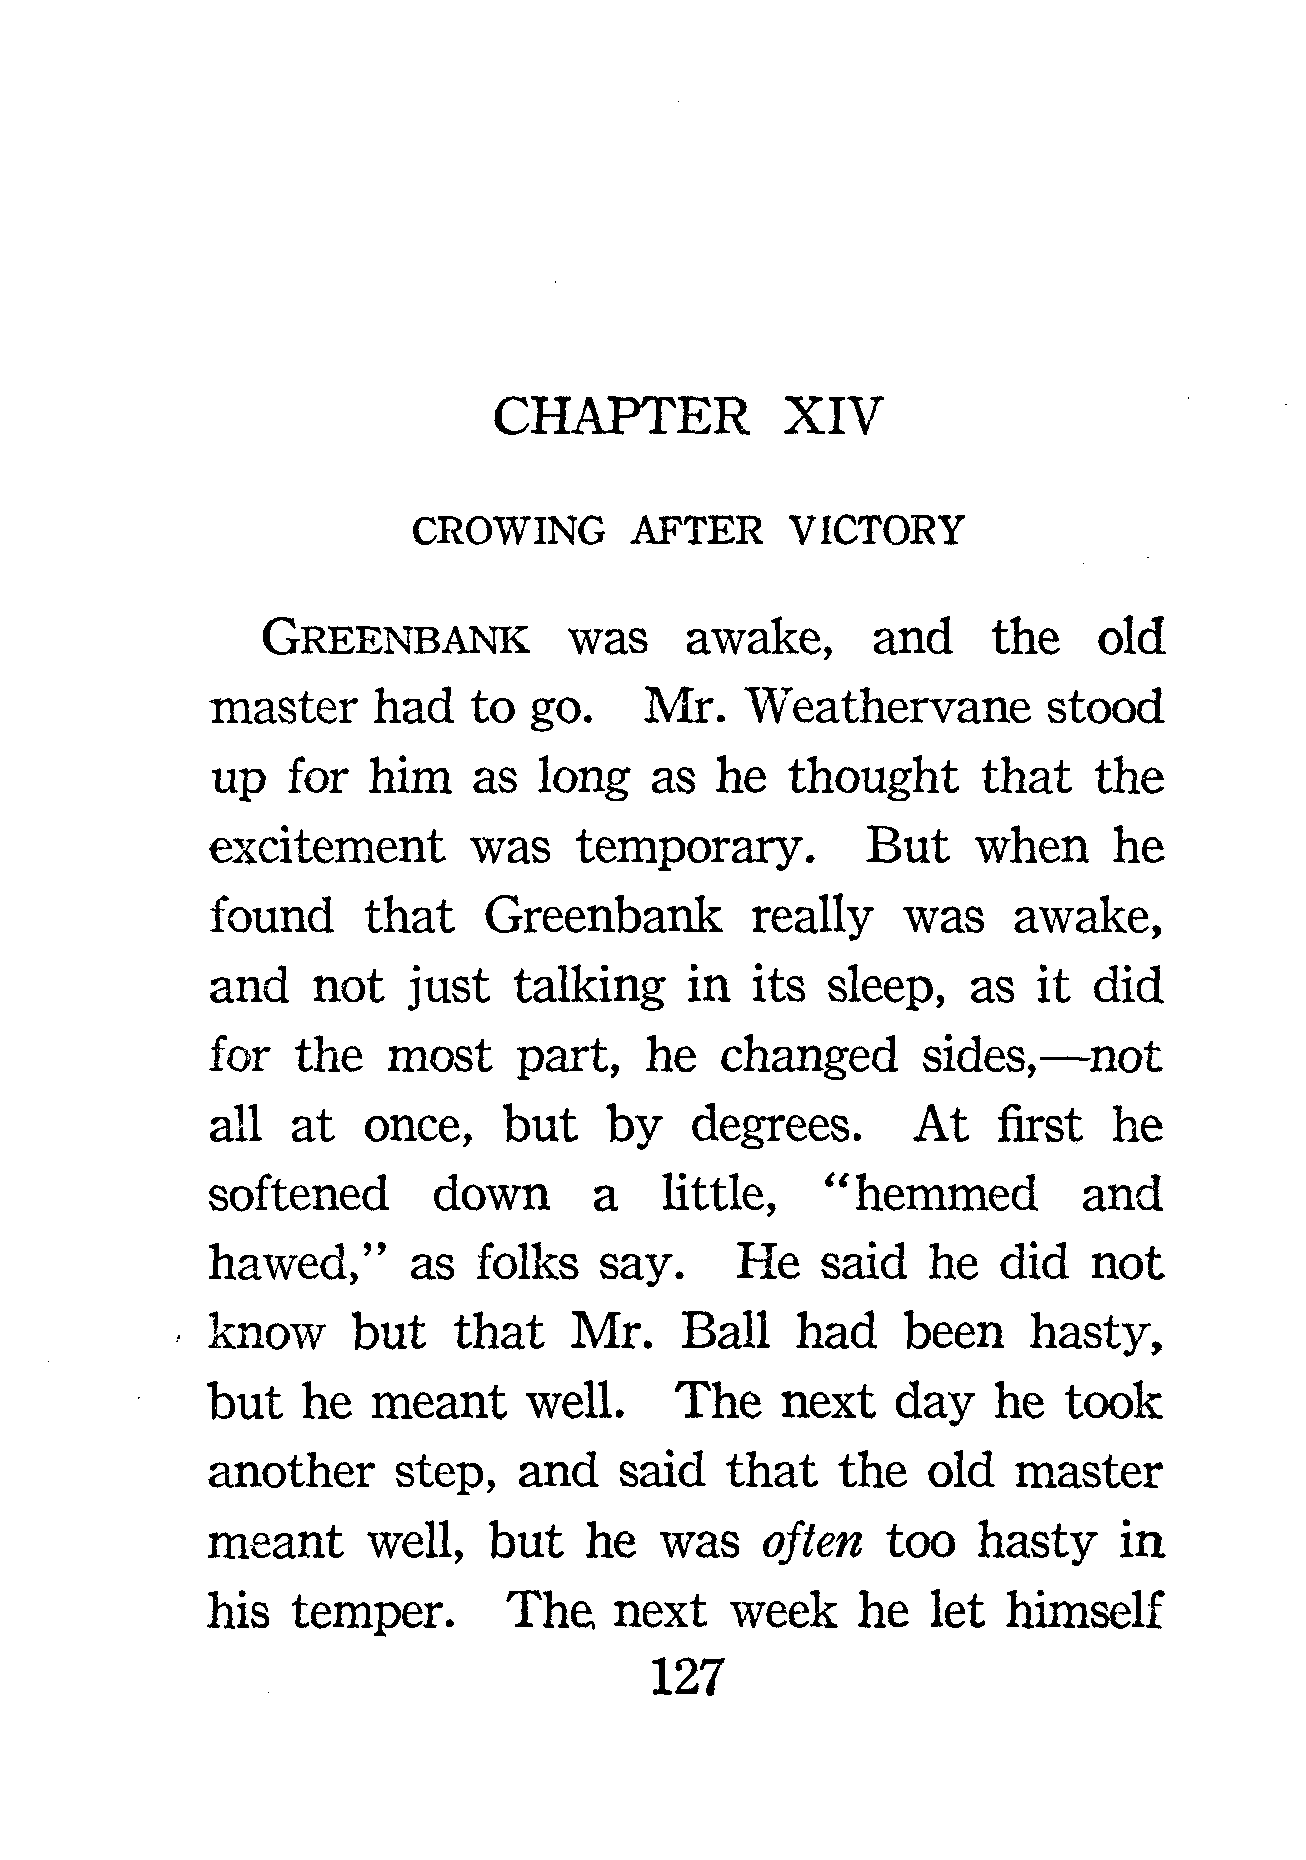 CHAPTER XIV
CROWING AFTER VICTORY
GREENBANK was awake, and the old
master had to go. Mr. Weathervane stood
up for him as long as he thought that the
excitement was temporary. But when he
found that Greenbank really was awake,
and not just talking in its sleep, as it did
for the most part, he changed sides,—not
all at once, but by degrees. At first he
softened down a little, “hemmed and
hawed,” as folks say. He said he did not
know but that Mr. Ball had been hasty,
but he meant well. The next day he took
another step, and said that the old master
meant well, but he was often too hasty in
his temper. The next week he let himself
127